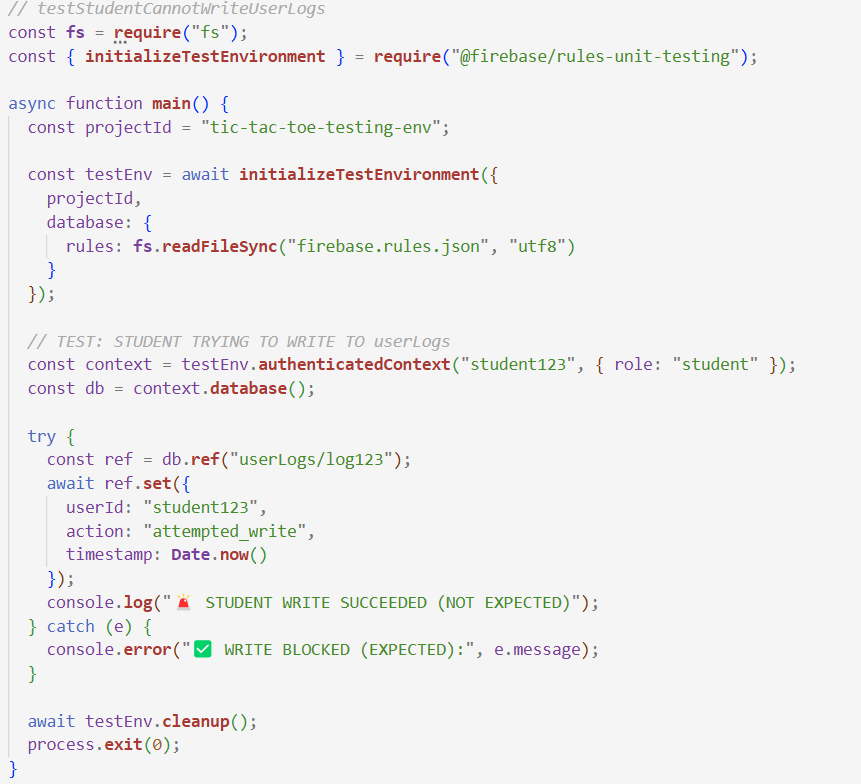 // testStudentCannotWriteUserLogs
const fs = require("fs");
const { initializeTestEnvironment } = require("@firebase/rules-unit-testing");

async function main() {
  const projectId = "tic-tac-toe-testing-env";

  const testEnv = await initializeTestEnvironment({
    projectId,
    database: {
      rules: fs.readFileSync("firebase.rules.json", "utf8")
    }
  });

  // TEST: STUDENT TRYING TO WRITE TO userLogs
  const context = testEnv.authenticatedContext("student123", { role: "student" });
  const db = context.database();

  try {
    const ref = db.ref("userLogs/log123");
    await ref.set({
      userId: "student123",
      action: "attempted_write",
      timestamp: Date.now()
    });
    console.log("🚨 STUDENT WRITE SUCCEEDED (NOT EXPECTED)");
  } catch (e) {
    console.error("✅ WRITE BLOCKED (EXPECTED):", e.message);
  }

  await testEnv.cleanup();
  process.exit(0);
}